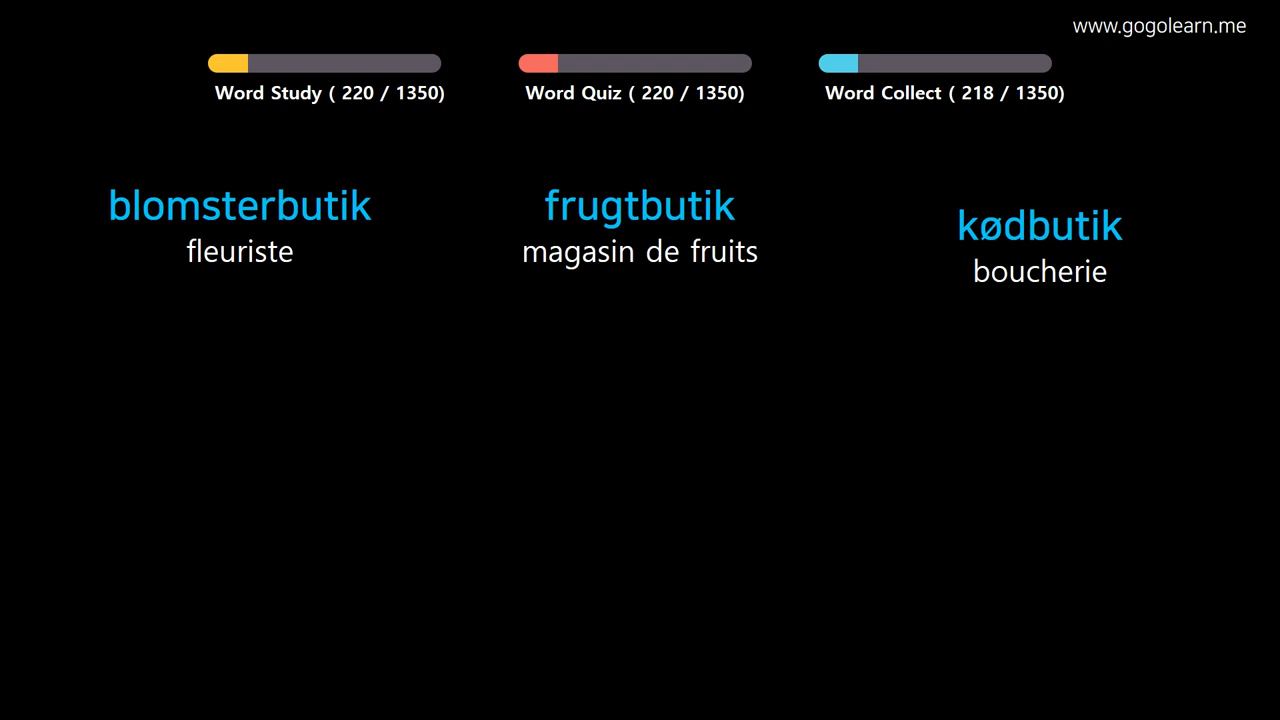 www.gogolearn.me
Word Study ( 220 / 1350)
Word Quiz ( 220 / 1350)
Word Collect ( 218 / 1350)
blomsterbutik
fleuriste
frugtbutik
magasin de fruits
kødbutik
boucherie